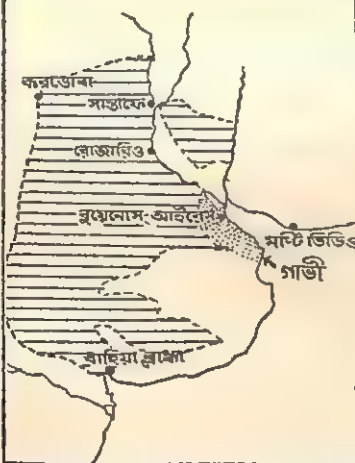 করডোবা
সান্তাফে
রোজারিও
বুয়েনোস-আইরেস
মন্টি ভিডিও
গাভী
বাহিয়া ব্লাঙ্কা